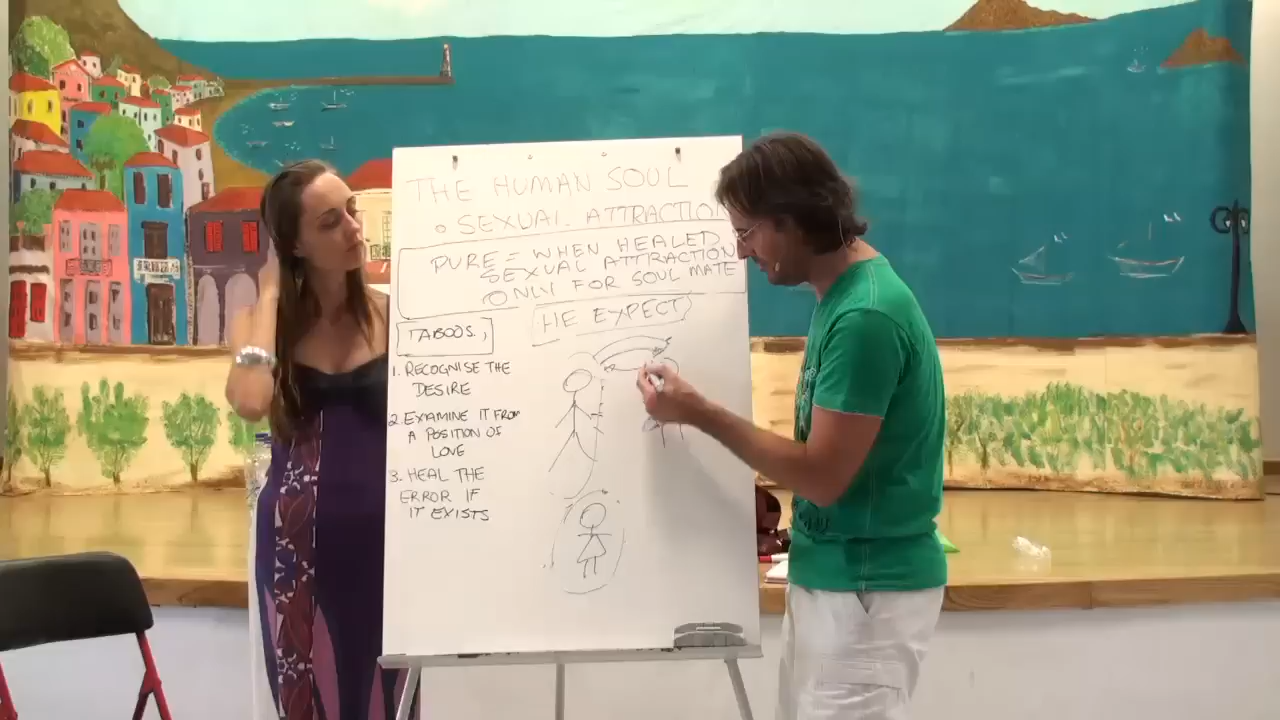 THE HUMAN SOUL
o SEXUAL ATTRACTION
PURE = WHEN HEALED
SEXUAL ATTRACTION
ONLY FOR SOUL MATE
HE EXPECT
TABOOS,
1. RECOGNISE THE
DESIRE
2. EXAMINE IT FROM
A POSITION OF
LOVE
3. HEAL THE
ERROR IF
IT EXISTS